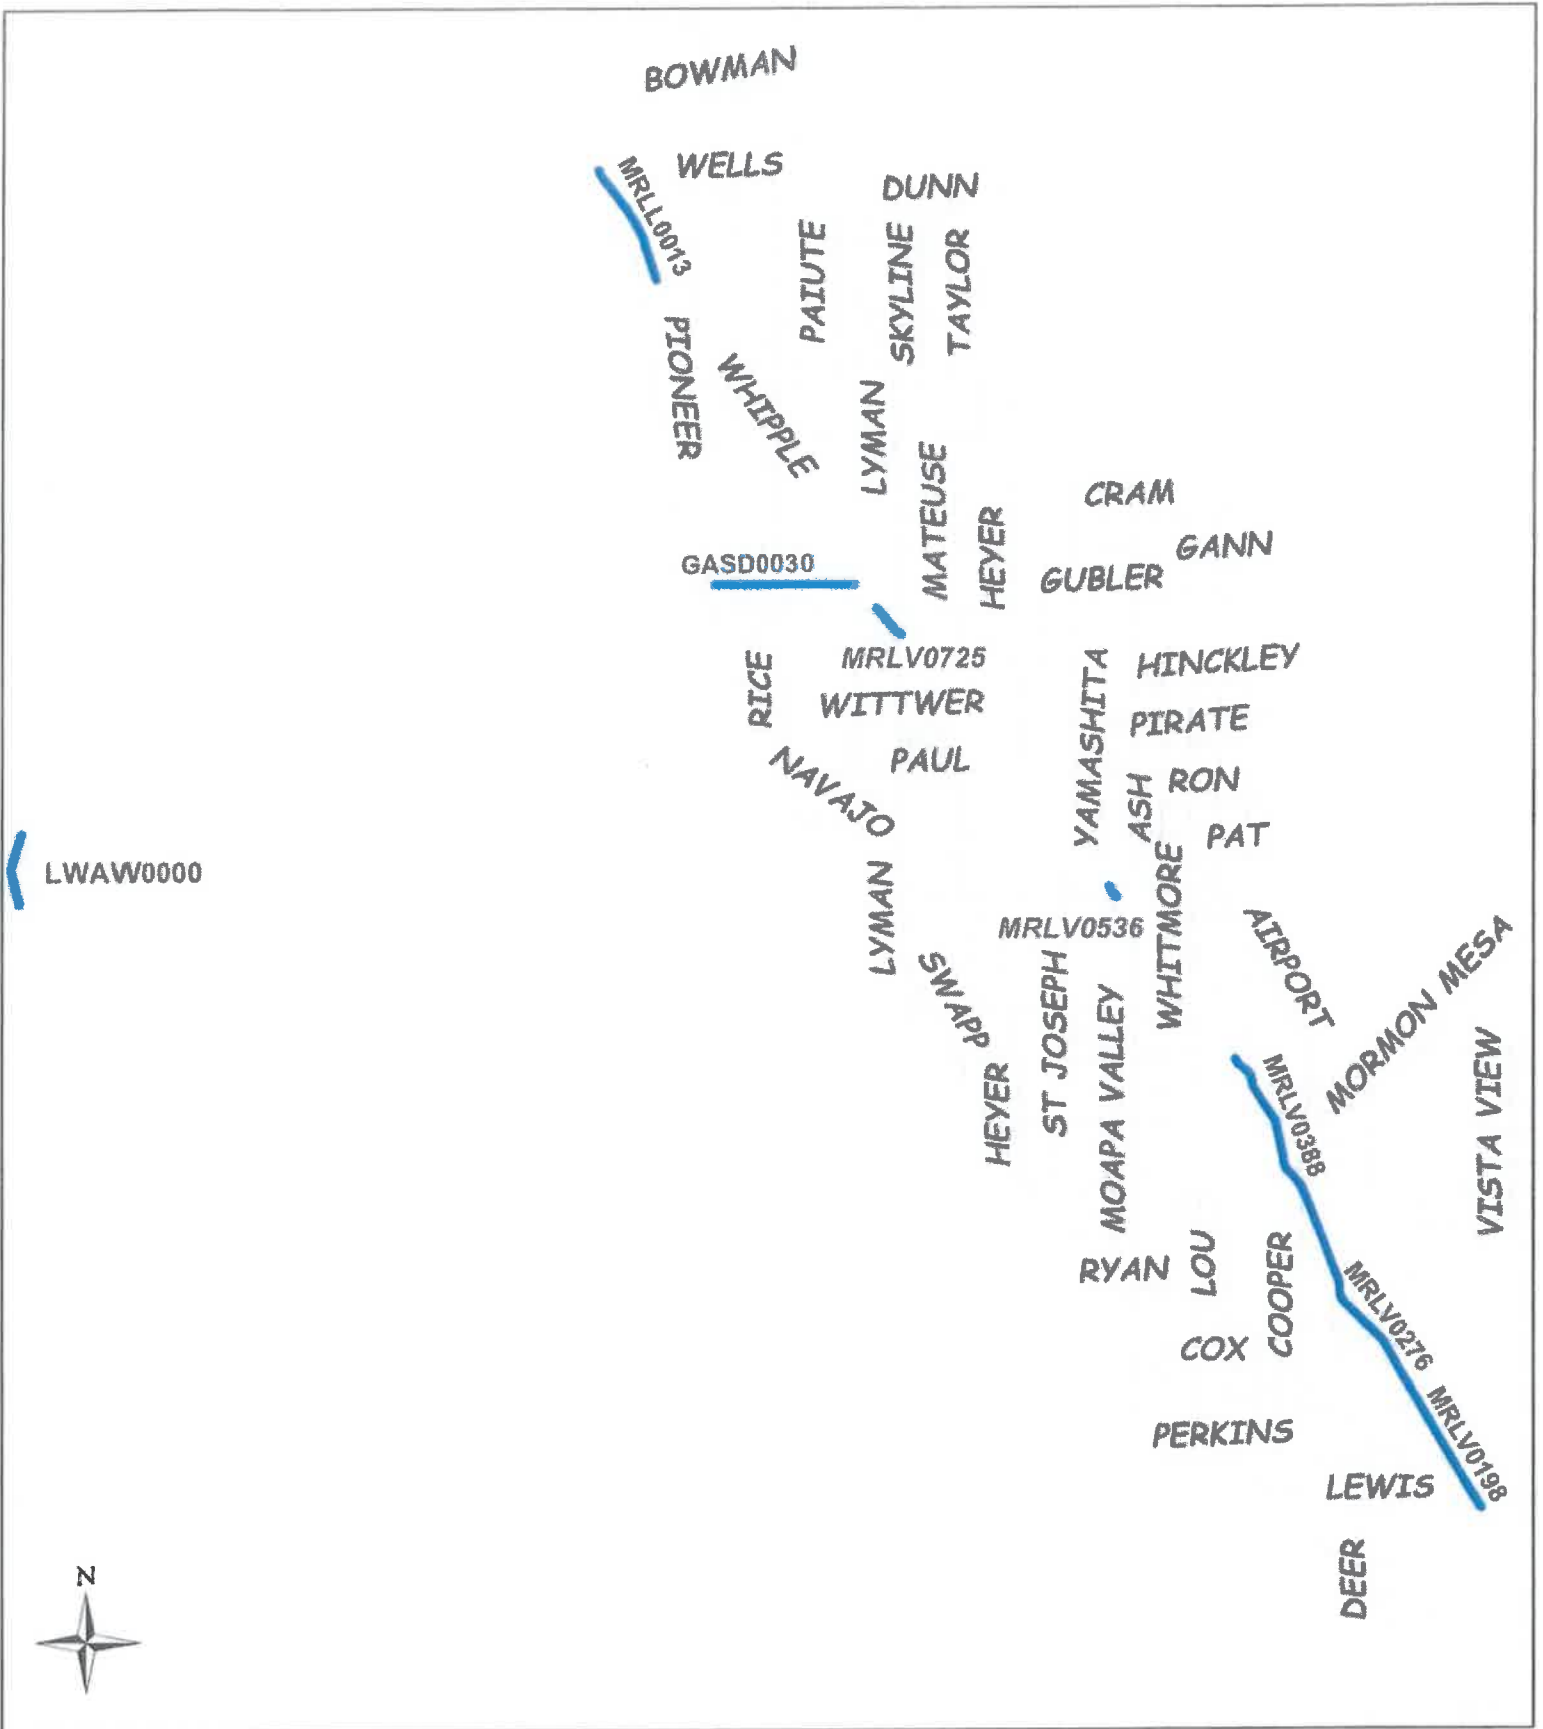 BOWMAN
WELLS
MRLL0013
DUNN
PAIUTE
SKYLINE
TAYLOR
PIONEER
WHIPPLE
LYMAN
MATEUSE
HEYER
CRAM
GANN
GASD0030
GUBLER
MRLV0725
RICE
WITTWER
YAMASHITA
HINCKLEY
PIRATE
NAVAJO
PAUL
ASH
RON
PAT
LWAW0000
LYMAN
WHITMORE
MRLV0536
AIRPORT
MORMON MESA
SWAPP
ST JOSEPH
MOAPA VALLEY
HEYER
MRLV0388
VISTA VIEW
RYAN
LOU
COOPER
MRLV0276
COX
MRLV0198
PERKINS
LEWIS
DEER
N